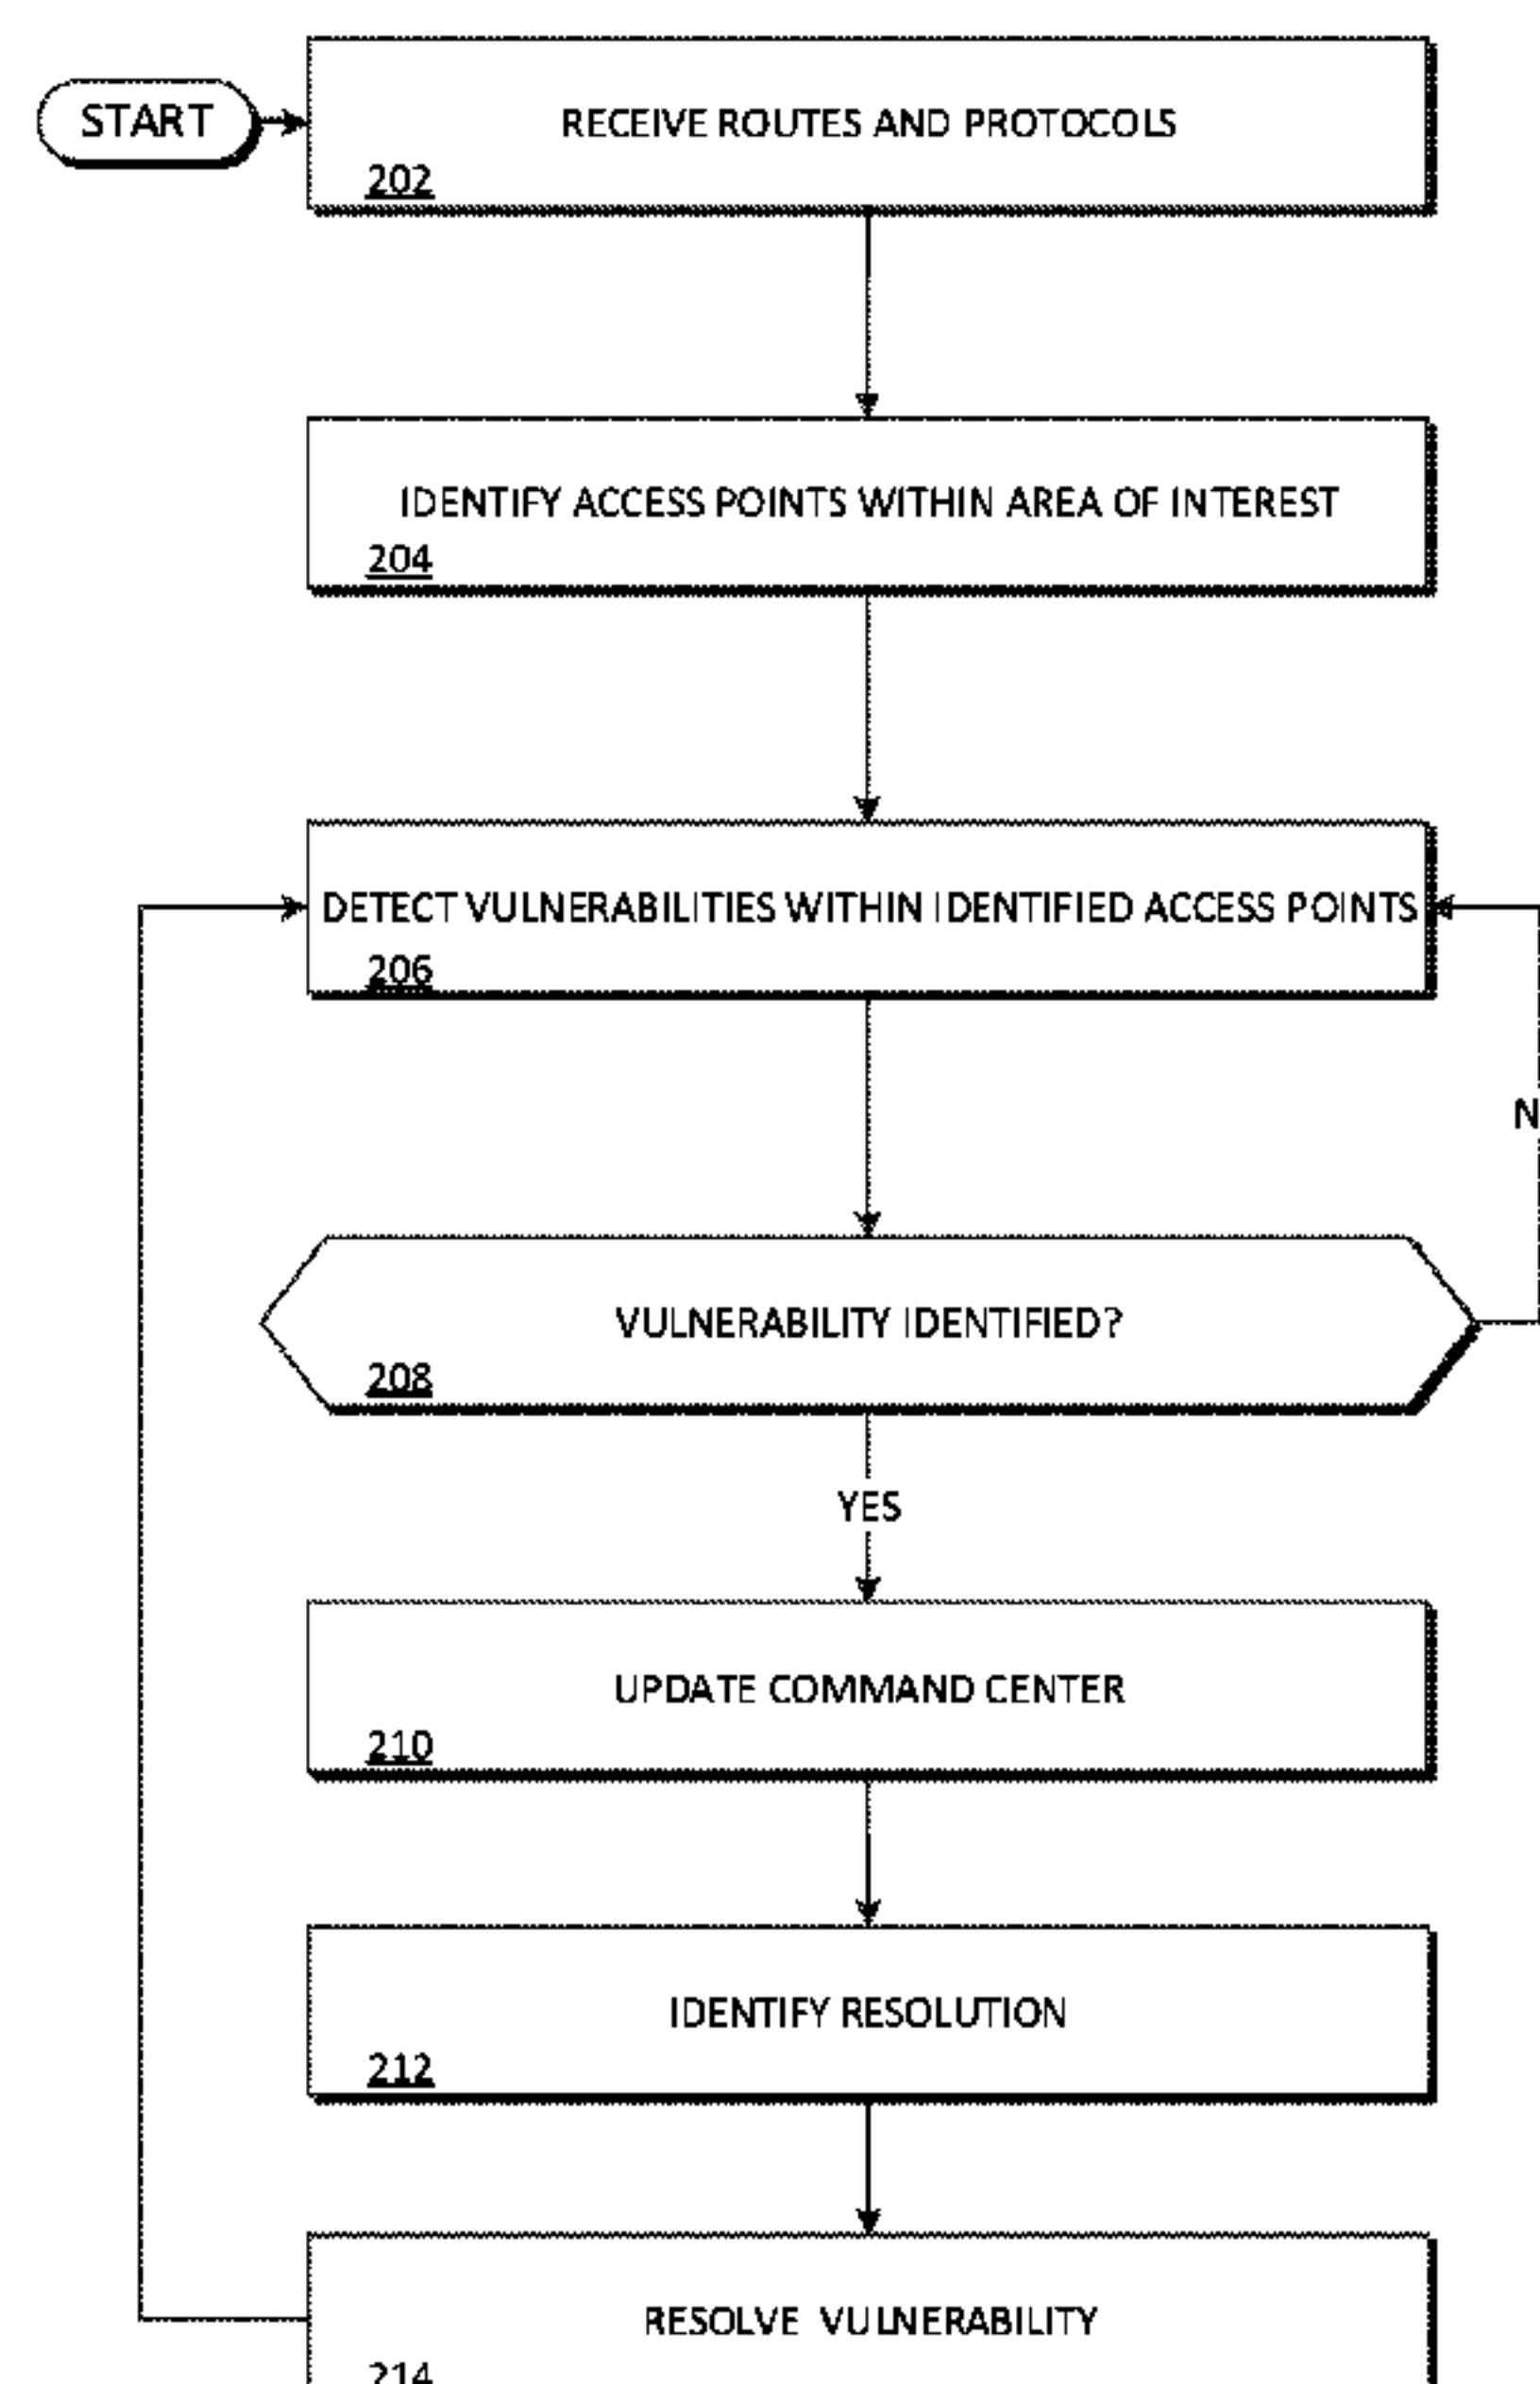 START
RECEIVE ROUTES AND PROTOCOLS
202
IDENTIFY ACCESS POINTS WITHIN AREA OF INTEREST
204
DETECT VULNERABILITIES WITHIN IDENTIFIED ACCESS POINTS
206
N
VULNERABILITY IDENTIFIED?
208
YES
UPDATE COMMAND CENTER
210
IDENTIFY RESOLUTION
212
RESOLVE VULNERABILITY
214